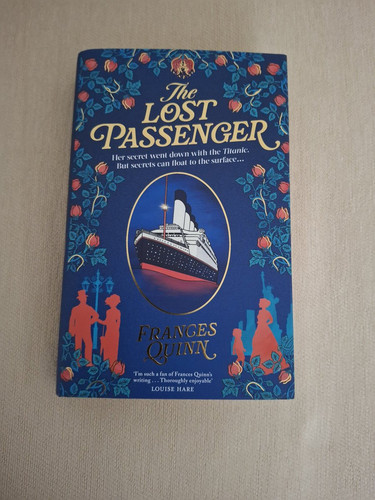 The
LOST
PASSENGER
Her secret went down with the Titanic.
But secrets can float to the surface...
FRANCES
QUINN
'I'm such a fan of Frances Quinn's
writing . . . Thoroughly enjoyable'
LOUISE HARE